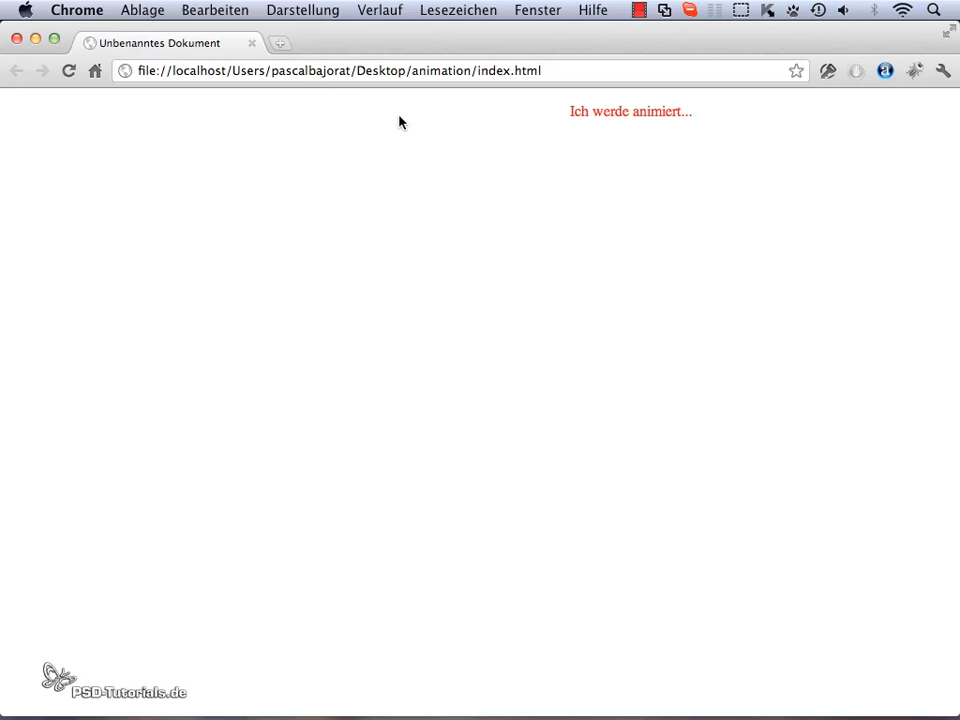 Chrome Ablage Bearbeiten Darstellung Verlauf Lesezeichen Fenster Hilfe
Unbenanntes Dokument
file://localhost/Users/pascalbajorat/Desktop/animation/index.html
Ich werde animiert...
PSD-Tutorials.de